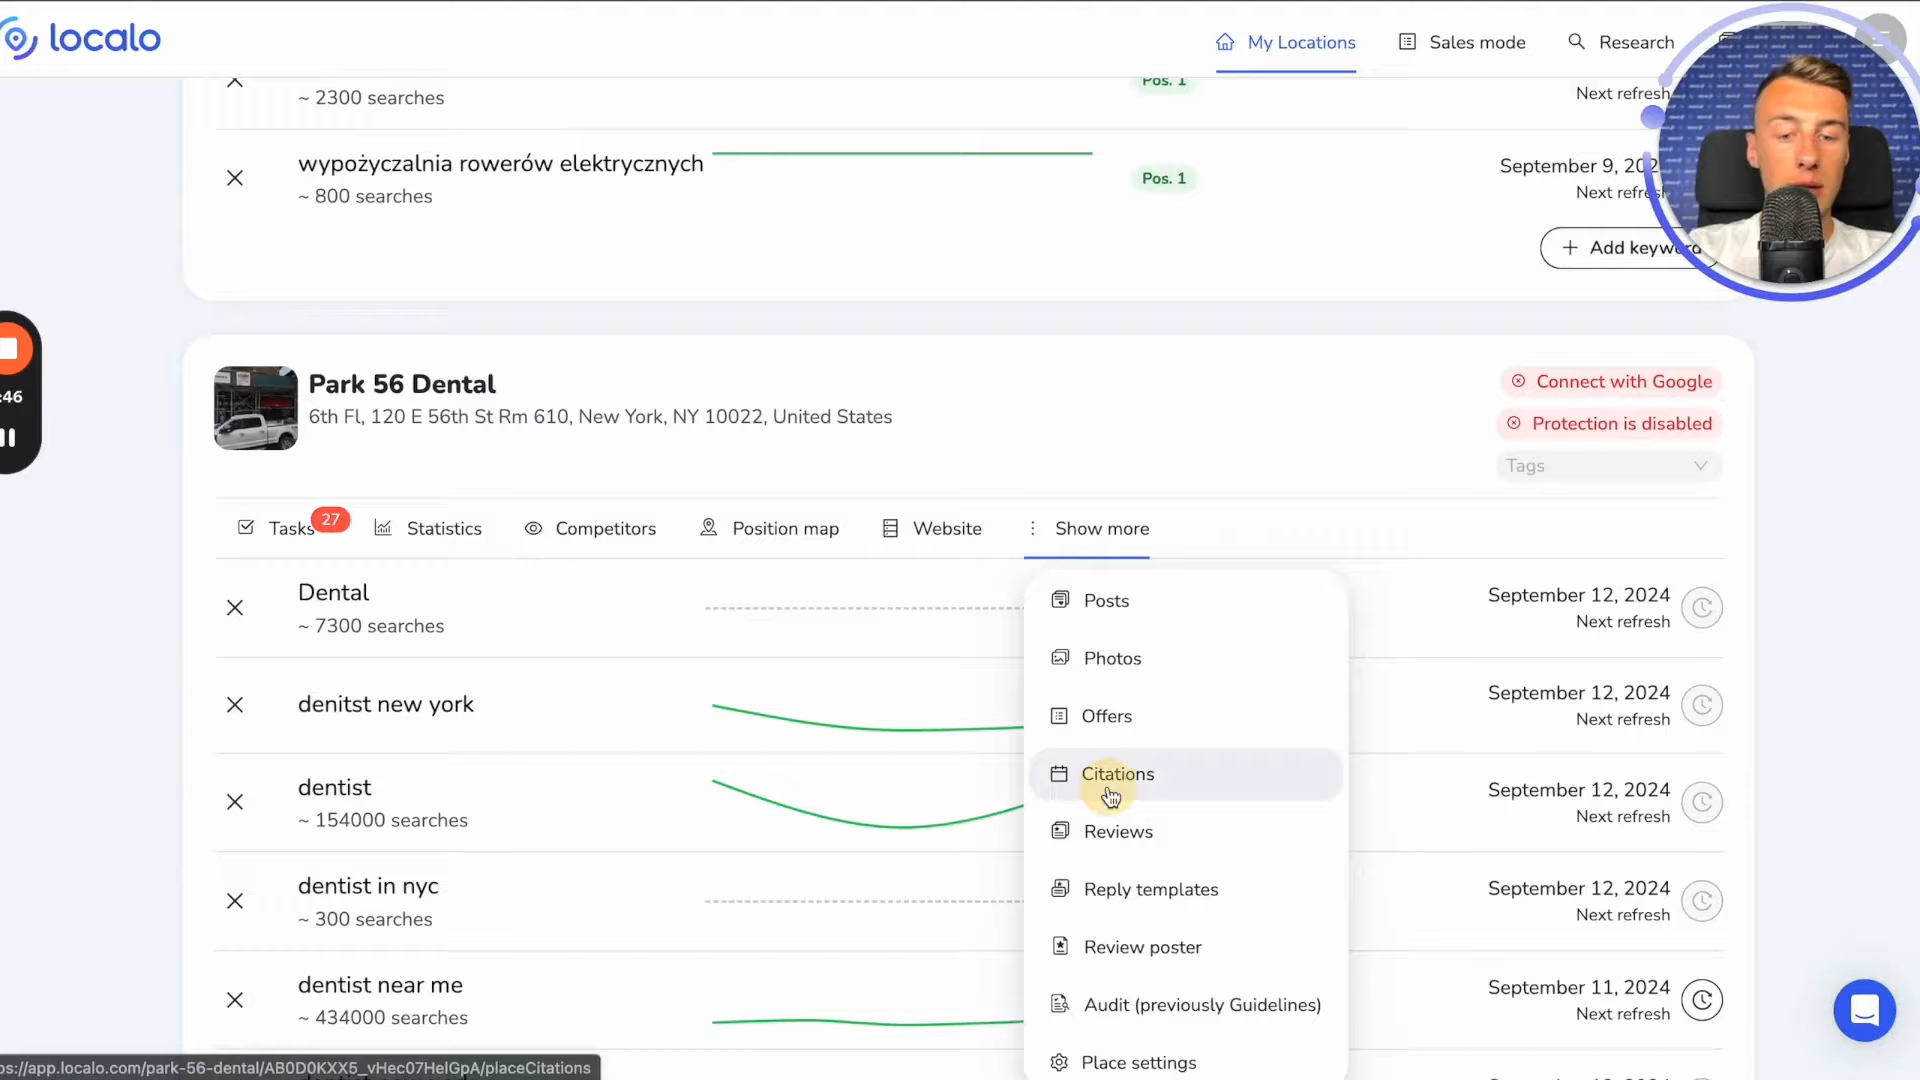 localo
My Locations
Sales mode
Research
~ 2300 searches
Pos. 1
Next refresh
wypożyczalnia rowerów elektrycznych
~ 800 searches
Pos. 1
September 9, 202
Next refresh
+ Add keyword
:46
Park 56 Dental
6th Fl, 120 E 56th St Rm 610, New York, NY 10022, United States
Connect with Google
Protection is disabled
Tags
Tasks 27
Statistics
Competitors
Position map
Website
Show more
Dental
~ 7300 searches
September 12, 2024
Next refresh
denitst new york
September 12, 2024
Next refresh
dentist
~ 154000 searches
September 12, 2024
Next refresh
dentist in nyc
~ 300 searches
September 12, 2024
Next refresh
dentist near me
~ 434000 searches
September 11, 2024
Next refresh
Posts
Photos
Offers
Citations
Reviews
Reply templates
Review poster
Audit (previously Guidelines)
Place settings
ps://app.localo.com/park-56-dental/AB0D0KXX5_vHec07HelGpA/placeCitations